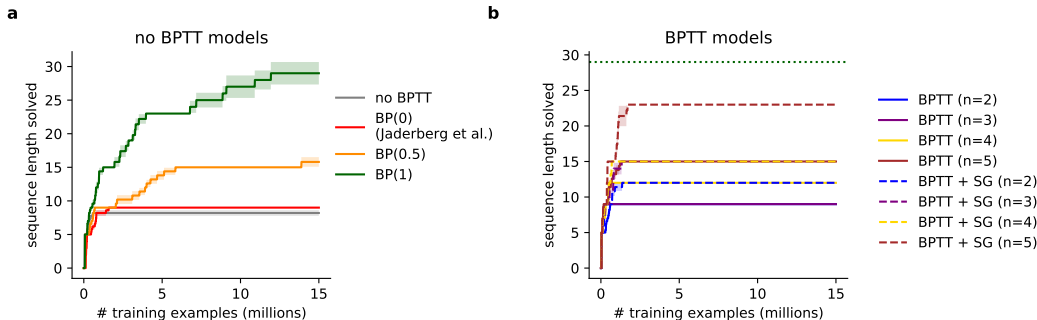 a
no BPTT models
sequence length solved
30
25
20
15
10
5
0
0
5
10
15
# training examples (millions)
no BPTT
BP(0)
(Jaderberg et al.)
BP(0.5)
BP(1)
b
BPTT models
sequence length solved
30
25
20
15
10
5
0
0
5
10
15
# training examples (millions)
BPTT (n=2)
BPTT (n=3)
BPTT (n=4)
BPTT (n=5)
BPTT + SG (n=2)
BPTT + SG (n=3)
BPTT + SG (n=4)
BPTT + SG (n=5)